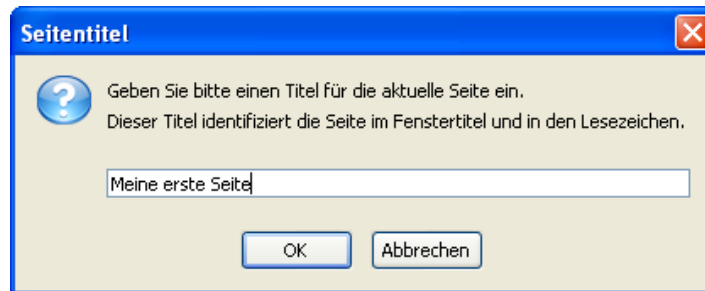 Seitentitel
Geben Sie bitte einen Titel für die aktuelle Seite ein.
Dieser Titel identifiziert die Seite im Fenstertitel und in den Lesezeichen.
Meine erste Seite
OK
Abbrechen